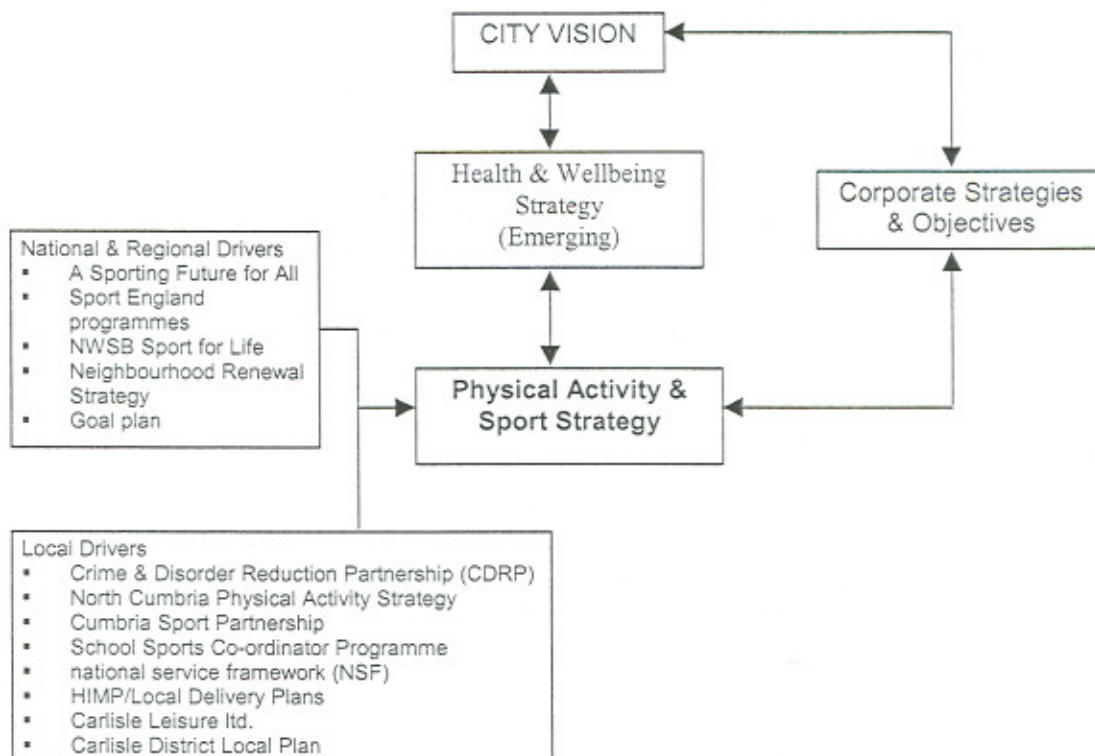 CITY VISION
Health & Wellbeing
Strategy
(Emerging)
Corporate Strategies
& Objectives
National & Regional Drivers
▪ A Sporting Future for All
▪ Sport England
programmes
▪ NWSB Sport for Life
▪ Neighbourhood Renewal
Strategy
▪ Goal plan
Physical Activity &
Sport Strategy
Local Drivers
▪ Crime & Disorder Reduction Partnership (CDRP)
▪ North Cumbria Physical Activity Strategy
▪ Cumbria Sport Partnership
▪ School Sports Co-ordinator Programme
▪ national service framework (NSF)
▪ HIMP/Local Delivery Plans
▪ Carlisle Leisure ltd.
▪ Carlisle District Local Plan